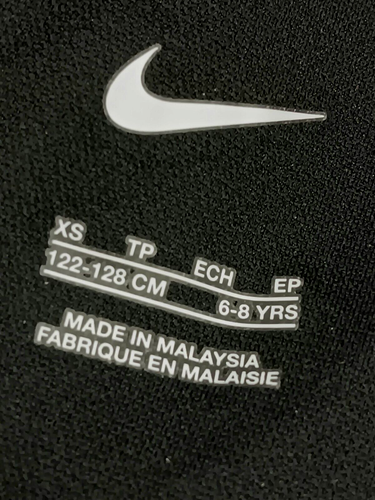 XS TP ECH EP
122-128 CM 6-8 YRS
MADE IN MALAYSIA
FABRIQUE EN MALAISIE